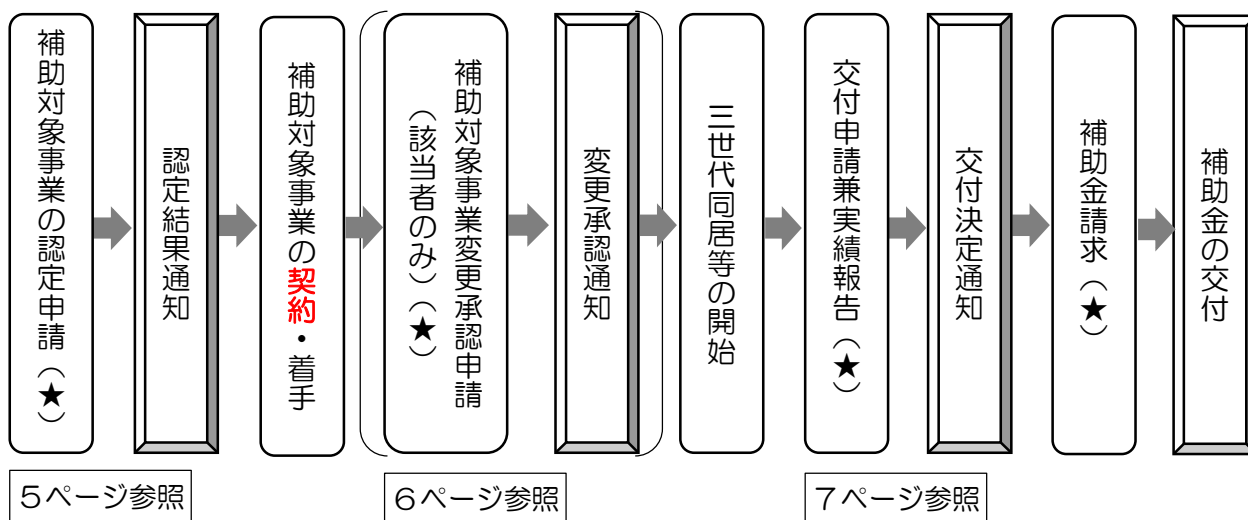 補助対象事業の認定申請（★）
認定結果通知
補助対象事業の契約・着手
補助対象事業変更承認申請
（該当者のみ）（★）
変更承認通知
三世代同居等の開始
交付申請兼実績報告（★）
交付決定通知
補助金請求（★）
補助金の交付
５ページ参照
６ページ参照
７ページ参照